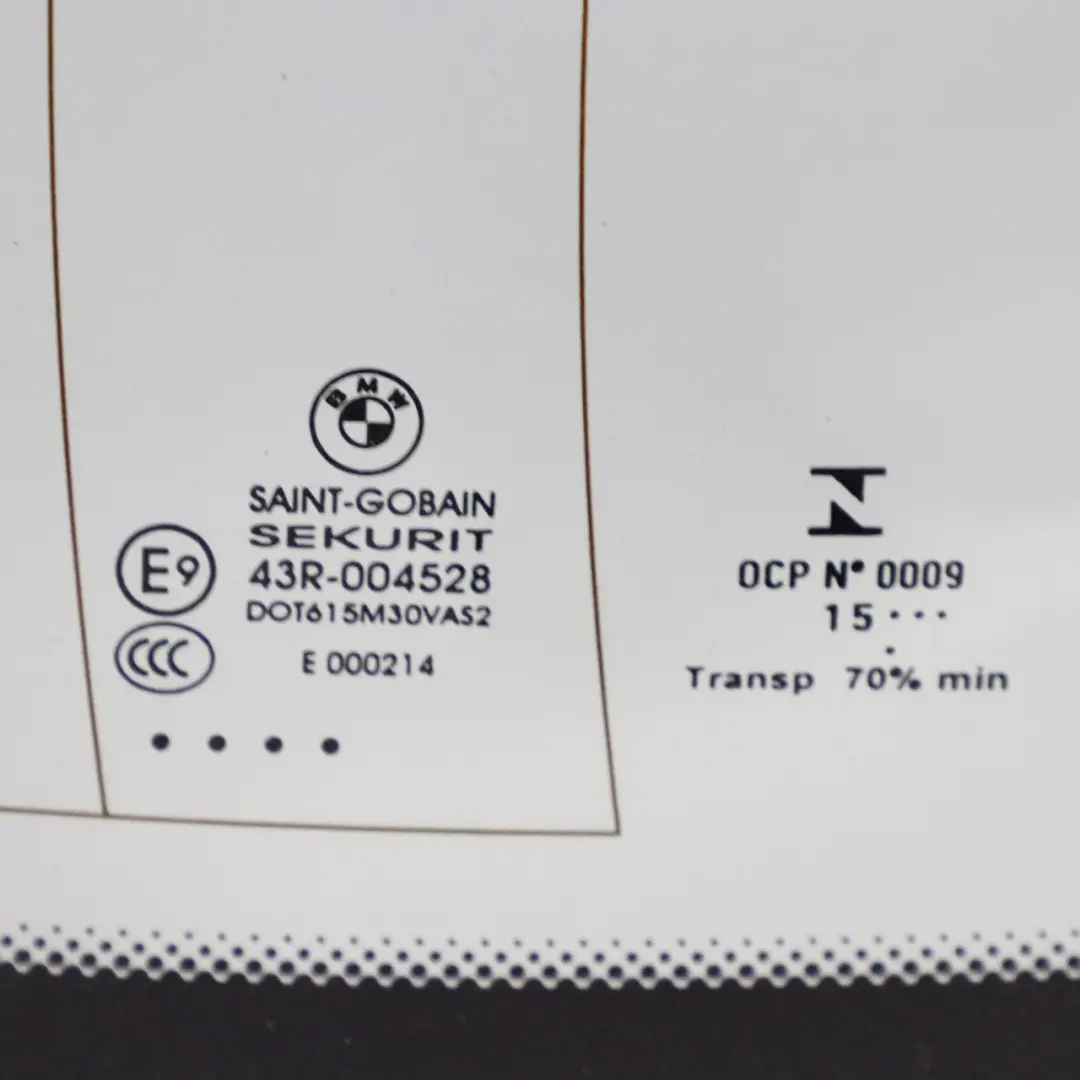 BMW
SAINT-GOBAIN
SEKURIT
E9
43R-004528
DOT615M30VAS2
CCC
E 000214
• • • •
OCP N° 0009
15 • • •
•
Transp 70% min